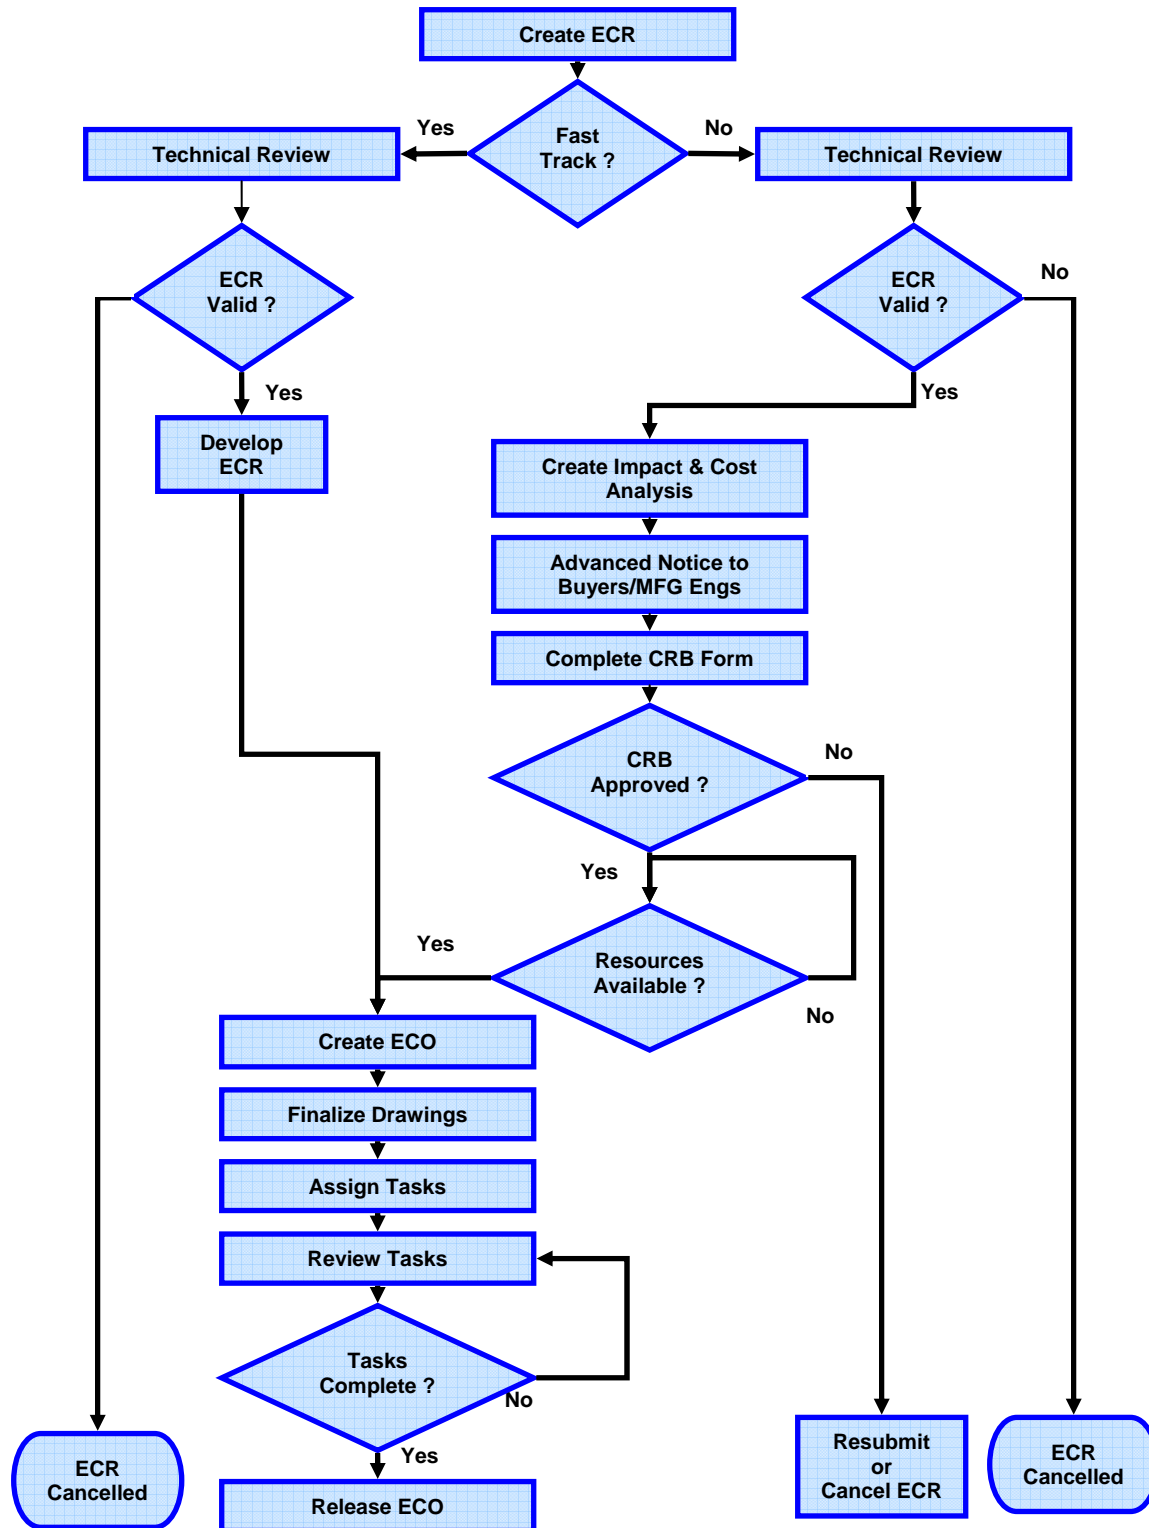 Create ECR
Yes
Fast
Track ?
No
Technical Review
Technical Review
ECR
Valid ?
ECR
Valid ?
No
Yes
Yes
Develop
ECR
Create Impact & Cost
Analysis
Advanced Notice to
Buyers/MFG Engs
Complete CRB Form
CRB
Approved ?
No
Yes
Yes
Resources
Available ?
No
Create ECO
Finalize Drawings
Assign Tasks
Review Tasks
Tasks
Complete ?
No
Yes
ECR
Cancelled
Release ECO
Resubmit
or
Cancel ECR
ECR
Cancelled